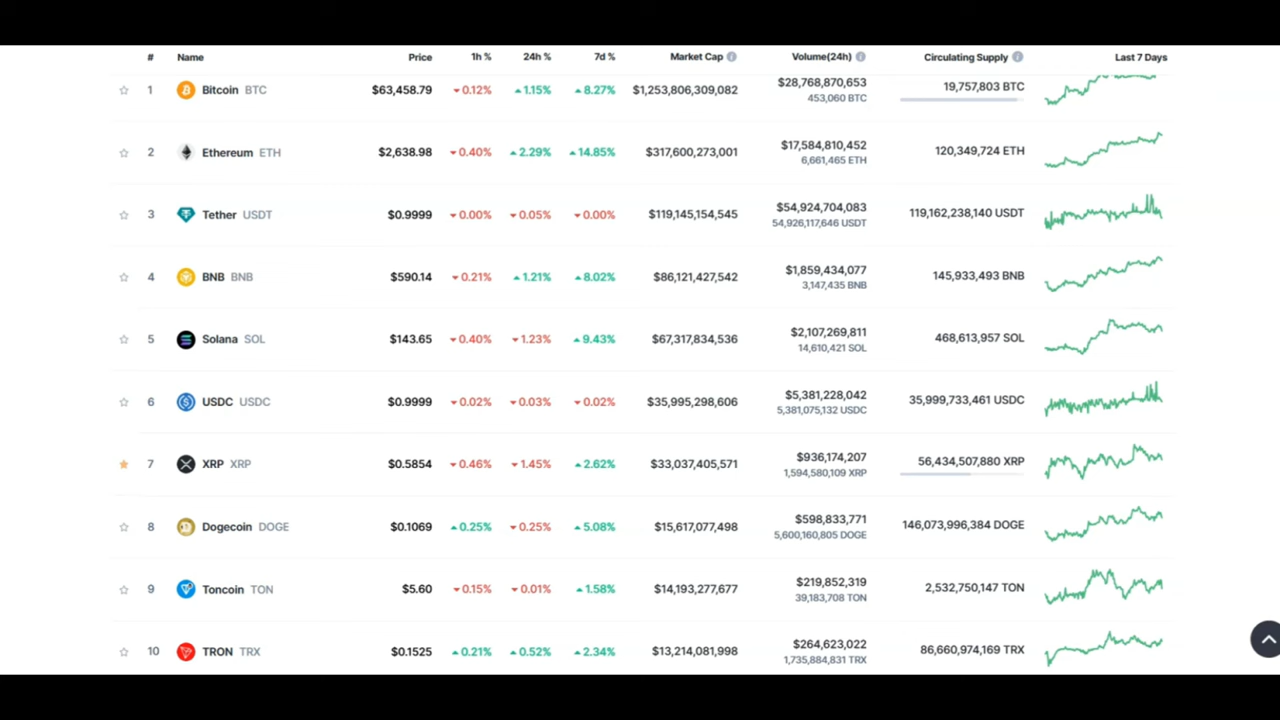 # Name Price 1h % 24h % 7d % Market Cap Volume(24h) Circulating Supply Last 7 Days
1 Bitcoin BTC $63,458.79 0.12% 1.15% 8.27% $1,253,806,309,082 $28,768,870,653 19,757,803 BTC
453,060 BTC
2 Ethereum ETH $2,638.98 0.40% 2.29% 14.85% $317,600,273,001 $17,584,810,452 120,349,724 ETH
6,661,465 ETH
3 Tether USDT $0.9999 0.00% 0.05% 0.00% $119,145,154,545 $54,924,704,083 119,162,238,140 USDT
54,926,117,646 USDT
4 BNB BNB $590.14 0.21% 1.21% 8.02% $86,121,427,542 $1,859,434,077 145,933,493 BNB
3,147,435 BNB
5 Solana SOL $143.65 0.40% 1.23% 9.43% $67,317,834,536 $2,107,269,811 468,613,957 SOL
14,610,421 SOL
6 USDC USDC $0.9999 0.02% 0.03% 0.02% $35,995,298,606 $5,381,228,042 35,999,733,461 USDC
5,381,075,132 USDC
7 XRP XRP $0.5854 0.46% 1.45% 2.62% $33,037,405,571 $936,174,207 56,434,507,880 XRP
1,594,580,109 XRP
8 Dogecoin DOGE $0.1069 0.25% 0.25% 5.08% $15,617,077,498 $598,833,771 146,073,996,384 DOGE
5,600,160,805 DOGE
9 Toncoin TON $5.60 0.15% 0.01% 1.58% $14,193,277,677 $219,852,319 2,532,750,147 TON
39,183,708 TON
10 TRON TRX $0.1525 0.21% 0.52% 2.34% $13,214,081,998 $264,623,022 86,660,974,169 TRX
1,735,884,831 TRX